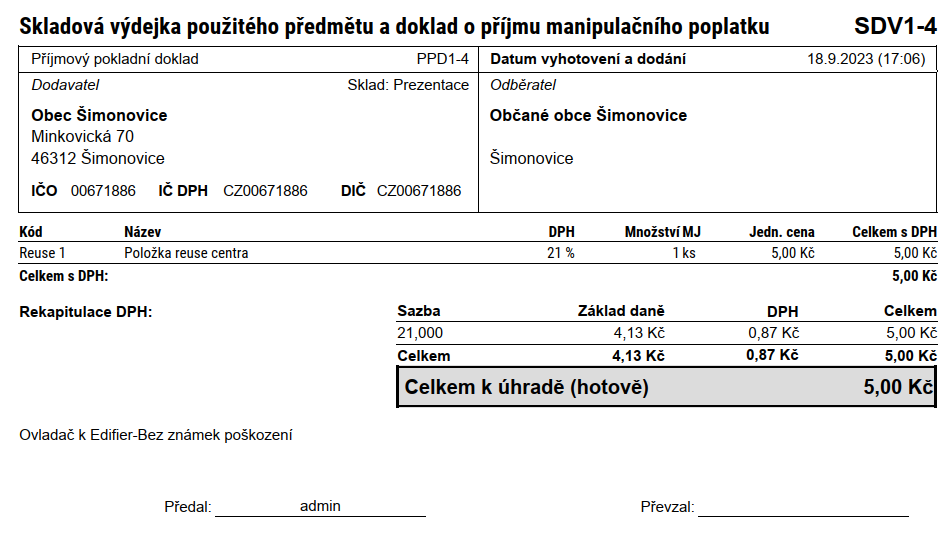 Skladová výdejka použitého předmětu a doklad o příjmu manipulačního poplatku SDV1-4
Příjmový pokladní doklad PPD1-4 Datum vyhotovení a dodání 18.9.2023 (17:06)
Dodavatel Sklad: Prezentace Odběratel
Obec Šimonovice Občané obce Šimonovice
Minkovická 70
46312 Šimonovice Šimonovice
IČO 00671886 IČ DPH CZ00671886 DIČ CZ00671886
Kód Název DPH Množství MJ Jedn. cena Celkem s DPH
Reuse 1 Položka reuse centra 21 % 1 ks 5,00 Kč 5,00 Kč
Celkem s DPH: 5,00 Kč
Rekapitulace DPH: Sazba Základ daně DPH Celkem
21,000 4,13 Kč 0,87 Kč 5,00 Kč
Celkem 4,13 Kč 0,87 Kč 5,00 Kč
Celkem k úhradě (hotově) 5,00 Kč
Ovladač k Edifier-Bez známek poškození
Předal: admin Převzal: